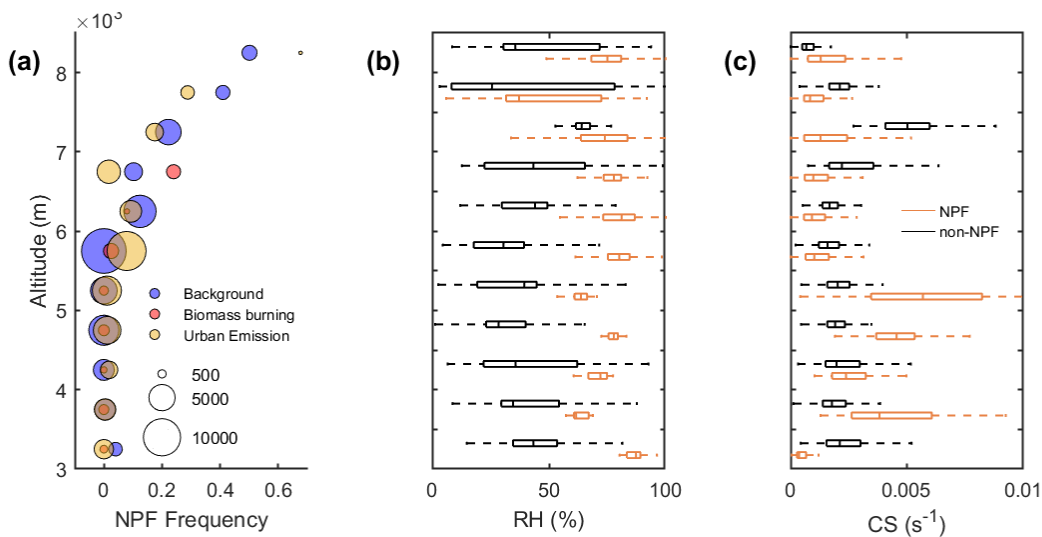 ×10³
(a)
8
7
6
5
4
3
Altitude (m)
Background
Biomass burning
Urban Emission
500
5000
10000
0
0.2
0.4
0.6
NPF Frequency
(b)
0
50
100
RH (%)
(c)
NPF
non-NPF
0
0.005
0.01
CS (s⁻¹)